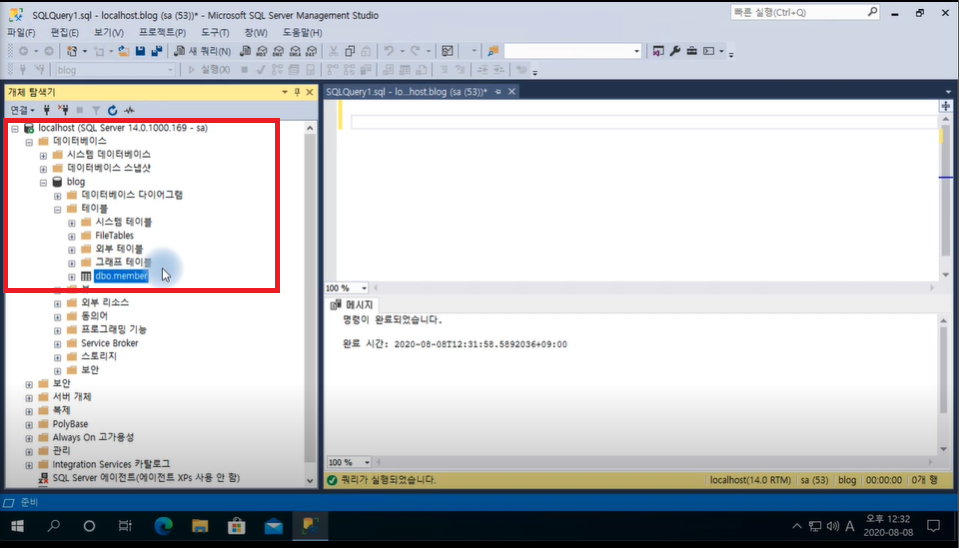 SQLQuery1.sql - localhost.blog (sa (53))* - Microsoft SQL Server Management Studio
빠른 실행(Ctrl+Q)
파일(F) 편집(E) 보기(V) 프로젝트(P) 도구(T) 창(W) 도움말(H)
새 쿼리(N)
blog 실행(X)
개체 탐색기
연결
localhost (SQL Server 14.0.1000.169 - sa)
데이터베이스
시스템 데이터베이스
데이터베이스 스냅샷
blog
데이터베이스 다이어그램
테이블
시스템 테이블
FileTables
외부 테이블
그래프 테이블
dbo.member
외부 리소스
동의어
프로그래밍 기능
Service Broker
스토리지
보안
보안
서버 개체
복제
PolyBase
Always On 고가용성
관리
Integration Services 카탈로그
SQL Server 에이전트(에이전트 XPs 사용 안 함)
SQLQuery1.sql - lo...host.blog (sa (53))*
100 %
메시지
명령이 완료되었습니다.
완료 시간: 2020-08-08T12:31:58.5892036+09:00
100 %
쿼리가 실행되었습니다. localhost(14.0 RTM) sa (53) blog 00:00:00 0개 행
준비
A
오후 12:32
2020-08-08